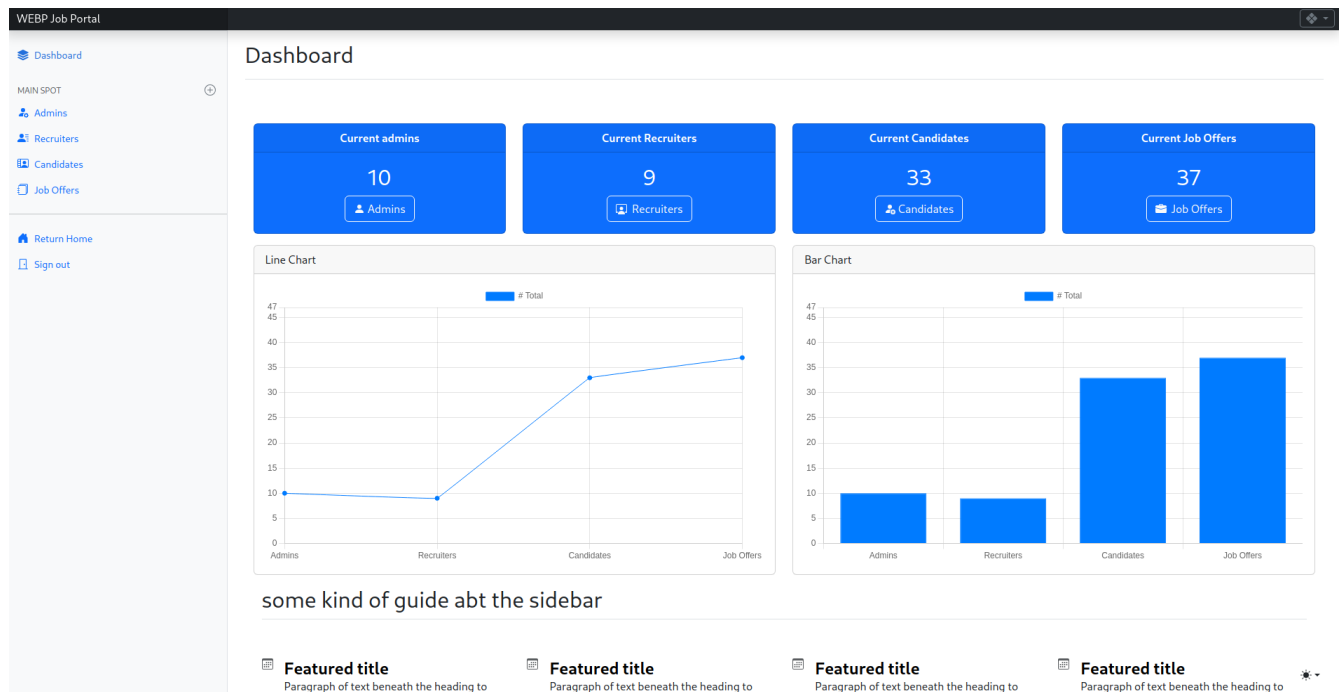 WEBP Job Portal
Dashboard
MAIN SPOT
Admins
Recruiters
Candidates
Job Offers
Return Home
Sign out
Dashboard
Current admins
10
Admins
Current Recruiters
9
Recruiters
Current Candidates
33
Candidates
Current Job Offers
37
Job Offers
Line Chart
# Total
47
45
40
35
30
25
20
15
10
5
0
Admins Recruiters Candidates Job Offers
Bar Chart
# Total
47
45
40
35
30
25
20
15
10
5
0
Admins Recruiters Candidates Job Offers
some kind of guide abt the sidebar
Featured title
Paragraph of text beneath the heading to
Featured title
Paragraph of text beneath the heading to
Featured title
Paragraph of text beneath the heading to
Featured title
Paragraph of text beneath the heading to